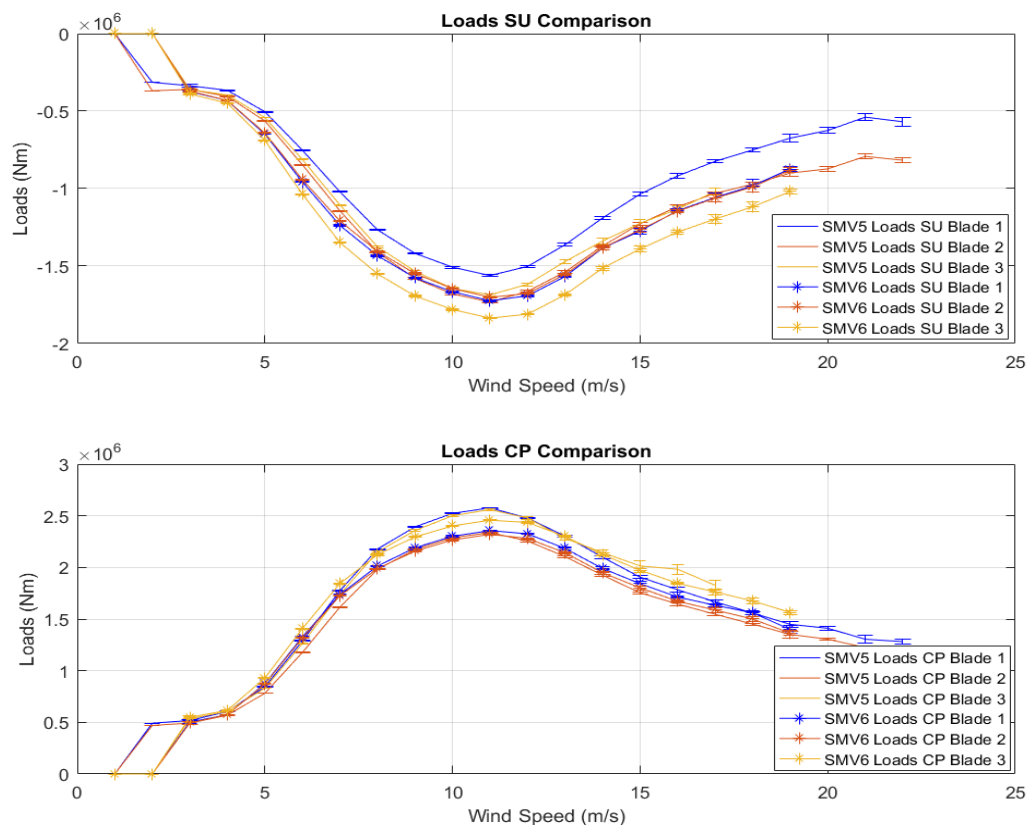 Loads SU Comparison
×10⁶
0
-0.5
-1
-1.5
-2
Loads (Nm)
0 5 10 15 20 25
Wind Speed (m/s)
SMV5 Loads SU Blade 1
SMV5 Loads SU Blade 2
SMV5 Loads SU Blade 3
SMV6 Loads SU Blade 1
SMV6 Loads SU Blade 2
SMV6 Loads SU Blade 3
Loads CP Comparison
×10⁶
3
2.5
2
1.5
1
0.5
0
Loads (Nm)
0 5 10 15 20 25
Wind Speed (m/s)
SMV5 Loads CP Blade 1
SMV5 Loads CP Blade 2
SMV5 Loads CP Blade 3
SMV6 Loads CP Blade 1
SMV6 Loads CP Blade 2
SMV6 Loads CP Blade 3